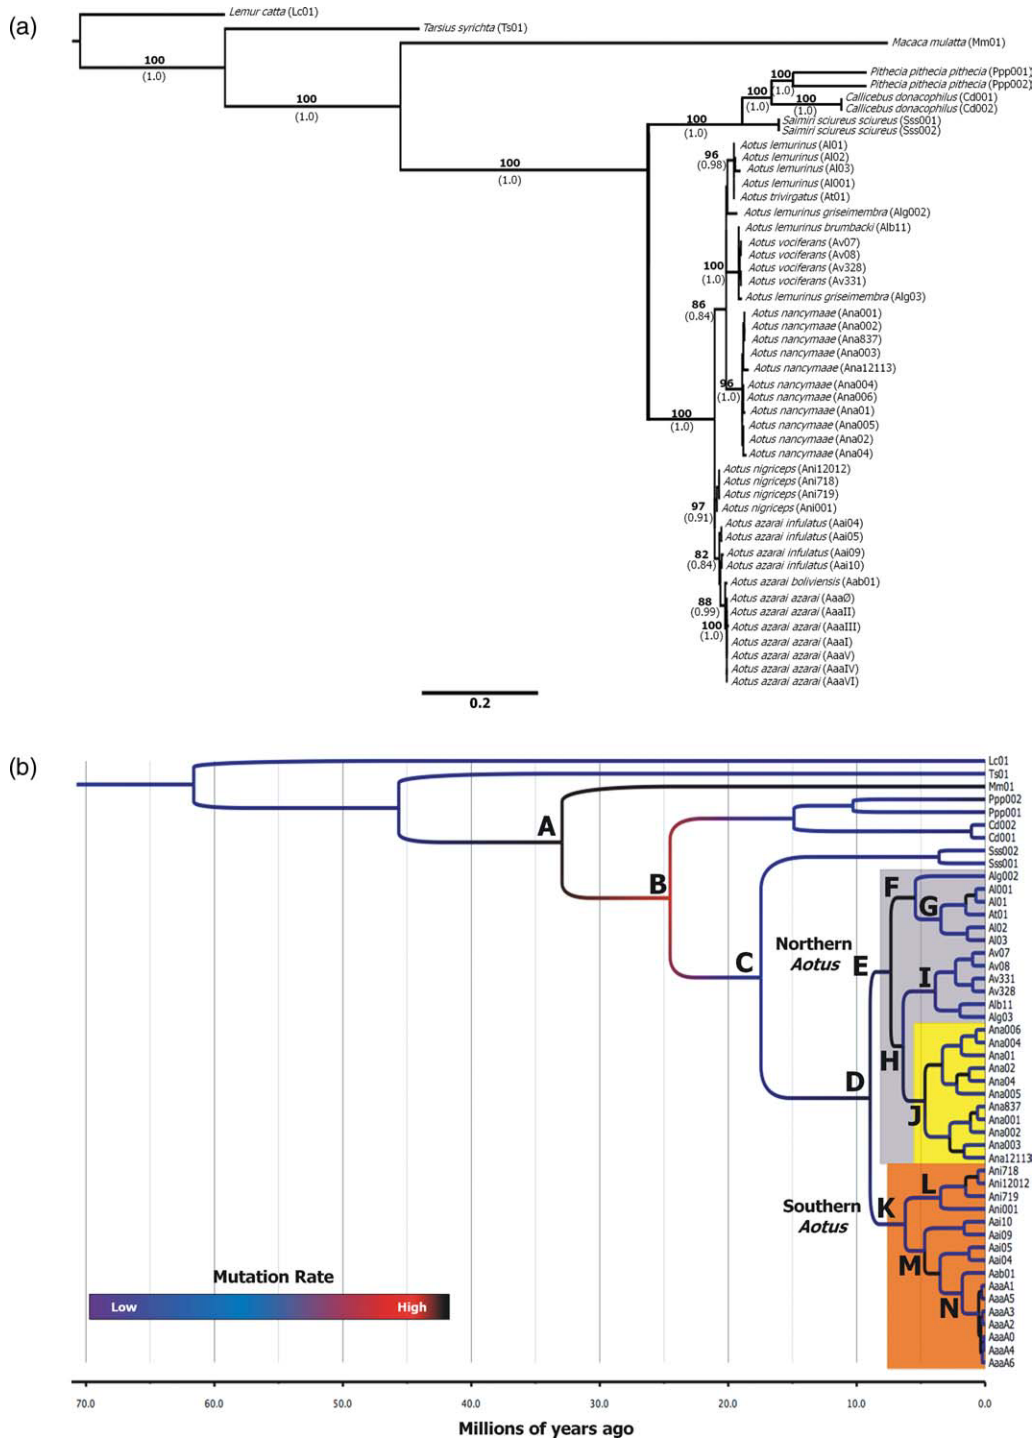 (a)
Lemur catta (Lc01)
Tarsius syrichta (Ts01)
Macaca mulatta (Mm01)
100
(1.0)
100
(1.0)
100
(1.0)
Pithecia pithecia pithecia (Ppp001)
Pithecia pithecia pithecia (Ppp002)
Callicebus donacophilus (Cd001)
Callicebus donacophilus (Cd002)
Saimiri sciureus sciureus (Sss001)
Saimiri sciureus sciureus (Sss002)
100
(1.0)
100
(1.0)
100
(1.0)
(1.0)
Aotus lemurinus (Al01)
Aotus lemurinus (Al02)
Aotus lemurinus (Al03)
Aotus lemurinus (Al001)
Aotus trivirgatus (At01)
96
(0.98)
Aotus lemurinus griseimembra (Alg002)
Aotus lemurinus brumbacki (Alb11)
Aotus vociferans (Av07)
Aotus vociferans (Av08)
Aotus vociferans (Av328)
Aotus vociferans (Av331)
Aotus lemurinus griseimembra (Alg03)
100
(1.0)
86
(0.84)
Aotus nancymaae (Ana001)
Aotus nancymaae (Ana002)
Aotus nancymaae (Ana837)
Aotus nancymaae (Ana003)
Aotus nancymaae (Ana12113)
Aotus nancymaae (Ana004)
Aotus nancymaae (Ana006)
Aotus nancymaae (Ana01)
Aotus nancymaae (Ana005)
Aotus nancymaae (Ana02)
Aotus nancymaae (Ana04)
96
(1.0)
100
(1.0)
Aotus nigriceps (Ani12012)
Aotus nigriceps (Ani718)
Aotus nigriceps (Ani719)
Aotus nigriceps (Ani001)
97
(0.91)
Aotus azarai infulatus (Aai04)
Aotus azarai infulatus (Aai05)
Aotus azarai infulatus (Aai09)
Aotus azarai infulatus (Aai10)
82
(0.84)
Aotus azarai boliviensis (Aab01)
Aotus azarai azarai (AaaØ)
Aotus azarai azarai (AaaII)
Aotus azarai azarai (AaaIII)
Aotus azarai azarai (AaaI)
Aotus azarai azarai (AaaV)
Aotus azarai azarai (AaaIV)
Aotus azarai azarai (AaaVI)
88
(0.99)
100
(1.0)
0.2
(b)
Lc01
Ts01
Mm01
Ppp002
Ppp001
Cd002
Cd001
Sss002
Sss001
Alg002
Al001
Al01
At01
Al02
Al03
Av07
Av08
Av331
Av328
Alb11
Alg03
Ana006
Ana004
Ana01
Ana02
Ana04
Ana005
Ana837
Ana001
Ana002
Ana003
Ana12113
Ani718
Ani12012
Ani719
Ani001
Aai10
Aai09
Aai05
Aai04
Aab01
AaaA1
AaaA5
AaaA3
AaaA2
AaaA0
AaaA4
AaaA6
A
B
C
D
E
F
G
H
I
J
K
L
M
N
Northern
Aotus
Southern
Aotus
Mutation Rate
Low
High
70.0
60.0
50.0
40.0
30.0
20.0
10.0
0.0
Millions of years ago